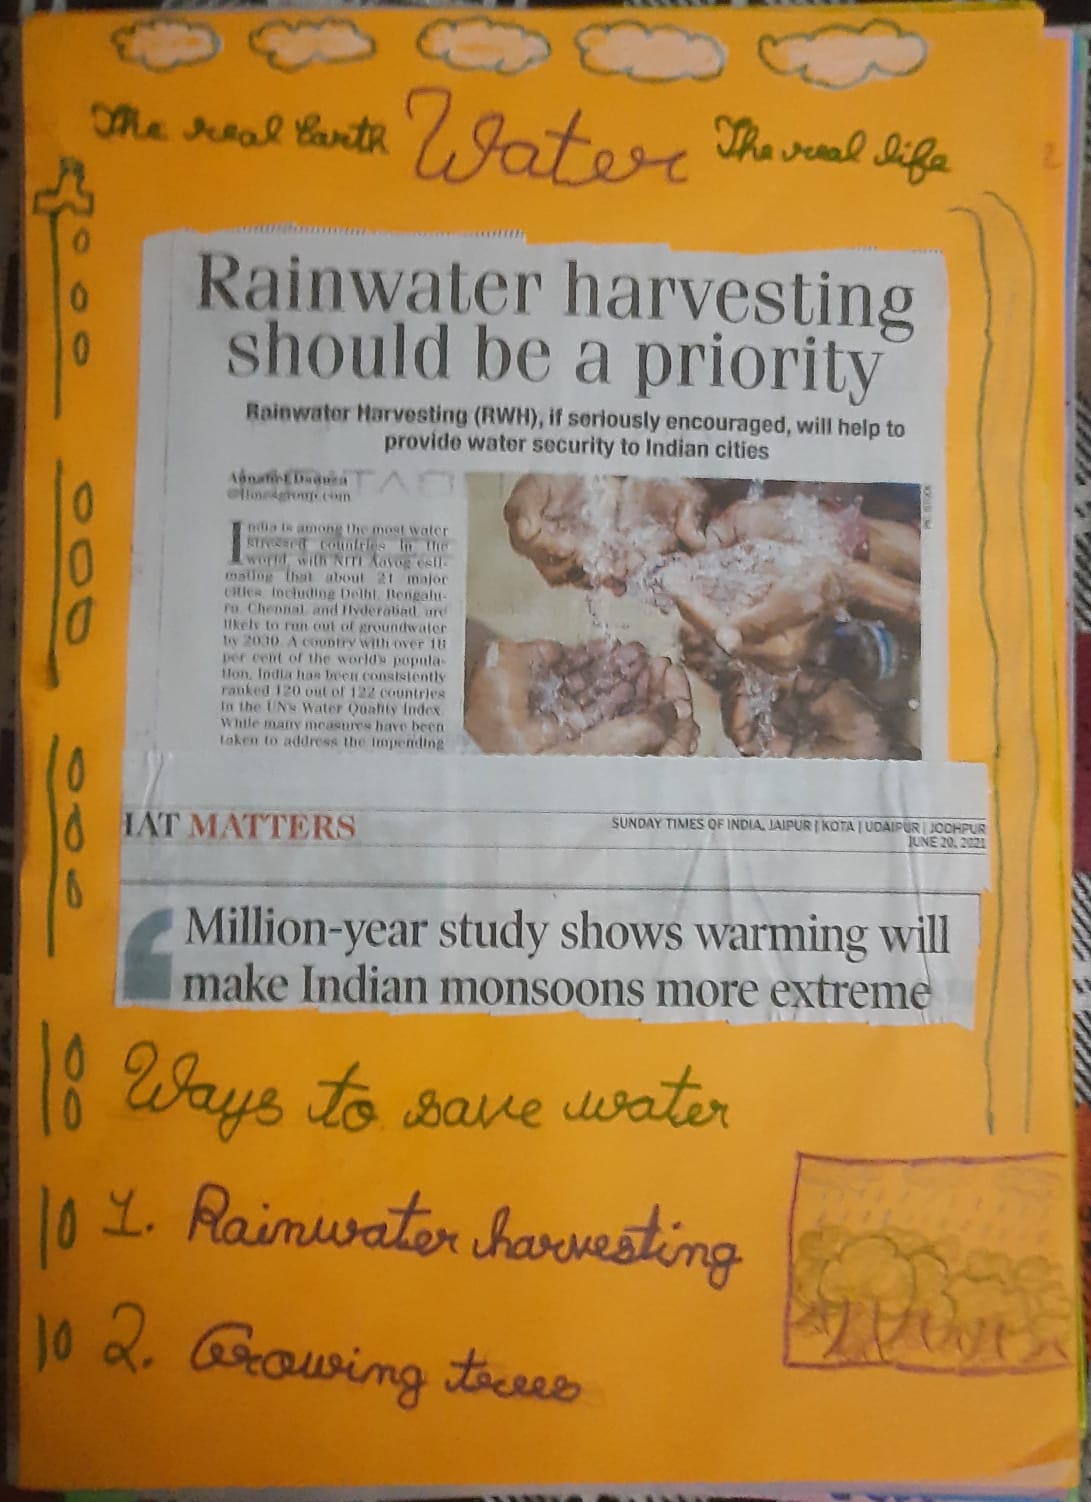 The real Earth Water The real life
Rainwater harvesting
should be a priority
Rainwater Harvesting (RWH), if seriously encouraged, will help to
provide water security to Indian cities
@timesgroup.com
India is among the most water
stressed countries in the
world, with NITI Aayog esti-
mating that about 21 major
cities, including Delhi, Bengalu-
ru, Chennai, and Hyderabad, are
likely to run out of groundwater
by 2030. A country with over 18
per cent of the world's popula-
tion, India has been consistently
ranked 120 out of 122 countries
in the UN's Water Quality Index.
While many measures have been
taken to address the impending
IAT MATTERS
SUNDAY TIMES OF INDIA, JAIPUR | KOTA | UDAIPUR | JODHPUR
JUNE 20, 2021
Million-year study shows warming will
make Indian monsoons more extreme
Ways to save water
1. Rainwater harvesting
2. Growing trees